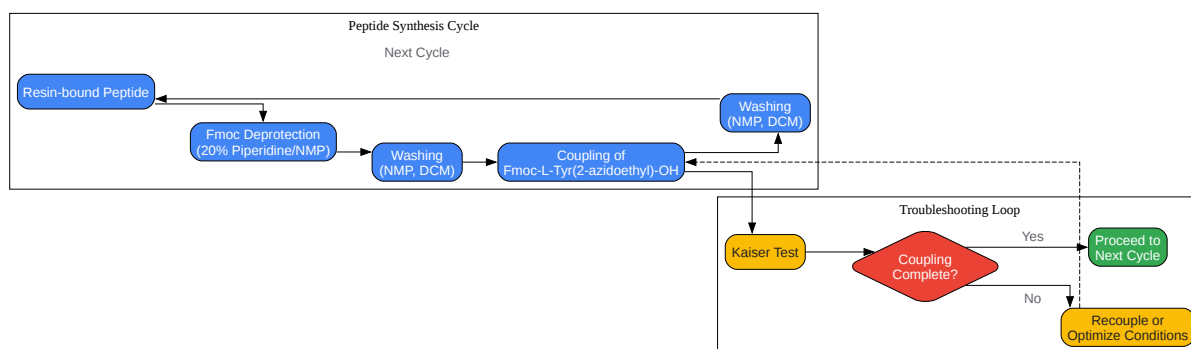 Peptide Synthesis Cycle
Next Cycle
Resin-bound Peptide
Fmoc Deprotection
(20% Piperidine/NMP)
Washing
(NMP, DCM)
Coupling of
Fmoc-L-Tyr(2-azidoethyl)-OH
Washing
(NMP, DCM)
Troubleshooting Loop
Kaiser Test
Coupling
Complete?
Yes
No
Proceed to
Next Cycle
Recouple or
Optimize Conditions